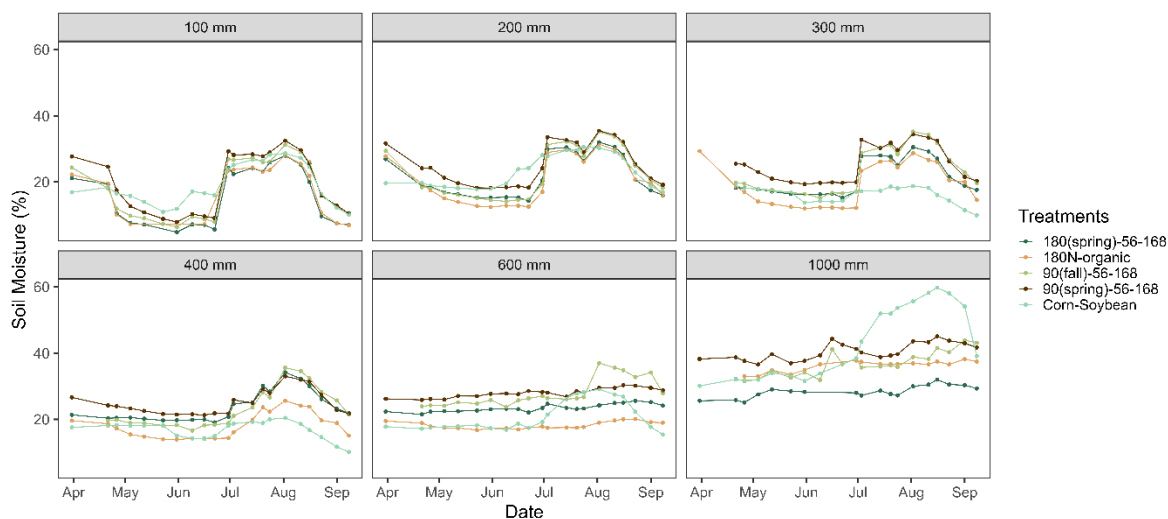 100 mm
200 mm
300 mm
60
40
20
400 mm
600 mm
1000 mm
60
40
20
Soil Moisture (%)
Apr May Jun Jul Aug Sep
Apr May Jun Jul Aug Sep
Apr May Jun Jul Aug Sep
Date
Treatments
180(spring)-56-168
180N-organic
90(fall)-56-168
90(spring)-56-168
Corn-Soybean